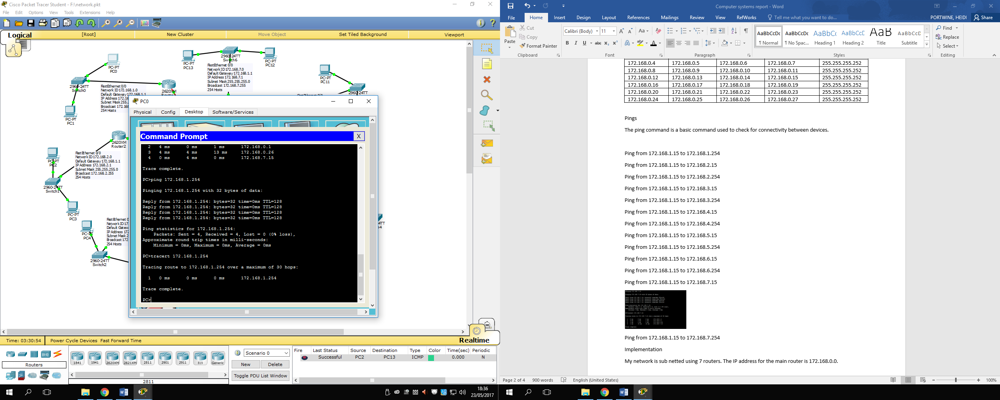 Cisco Packet Tracer Student - F:\network.pkt
File Edit Options View Tools Extensions Help
Logical [Root] New Cluster Move Object Set Tiled Background Viewport
PC-PT
PC0
2960-24TT
Switch0
PC-PT
PC1
FastEthernet 0/0
Network ID 172.168.1.0
Default Gateway 172.168.1.1
IP Address 172.16
Subnet Mask 255.2
Broadcast 172.168
254 Hosts
2620XM
PC-PT
PC13
2960-24TT
Switch6
PC-PT
PC12
FastEthernet 0/0
Network ID 172.168.7.0
Default Gateway 172.168.1.1
IP Address 172.168.7.1
Subnet Mask 255.255.255.0
Broadcast 172.168.7.255
254 Hosts
PC-PT
PC11
2960-24TT
2620XM
Router2
PC-PT
PC2
FastEthernet 0/0
Network ID 172.168.2.0
Default Gateway 172.168.1.1
IP Address 172.168.2.1
Subnet Mask 255.255.255.0
Broadcast 172.168.2.255
254 Hosts
2960-24TT
Switch1
PC-PT
PC3
PC-PT
PC4
FastEthernet 0
Network ID 17
Default Gatew
IP Address 172
Subnet Mask 2
Broadcast 172
254 Hosts
2960-24TT
Switch2
PC0
Physical Config Desktop Software/Services
Command Prompt X
2 4 ms 0 ms 1 ms 172.168.0.1
3 4 ms 4 ms 13 ms 172.168.0.26
4 0 ms 4 ms 0 ms 172.168.7.15
Trace complete.
PC>ping 172.168.1.254
Pinging 172.168.1.254 with 32 bytes of data:
Reply from 172.168.1.254: bytes=32 time=0ms TTL=128
Reply from 172.168.1.254: bytes=32 time=0ms TTL=128
Reply from 172.168.1.254: bytes=32 time=0ms TTL=128
Reply from 172.168.1.254: bytes=32 time=0ms TTL=128
Ping statistics for 172.168.1.254:
Packets: Sent = 4, Received = 4, Lost = 0 (0% loss),
Approximate round trip times in milli-seconds:
Minimum = 0ms, Maximum = 0ms, Average = 0ms
PC>tracert 172.168.1.254
Tracing route to 172.168.1.254 over a maximum of 30 hops:
1 0 ms 0 ms 0 ms 172.168.1.254
Trace complete.
PC>
Realtime
Time: 03:30:54 Power Cycle Devices Fast Forward Time
Routers
1841 1941 2620XM 2621XM 2811 2901 2911 819 Generic
2811
Scenario 0
New Delete
Toggle PDU List Window
Fire Last Status Source Destination Type Color Time(sec) Periodic
Successful PC2 PC13 ICMP 0.000 N
18:36
23/05/2017
Computer systems report - Word
File Home Insert Design Layout References Mailings Review View RefWorks Tell me what you want to do... PORTWINE, HEIDI Share
Paste
Cut
Copy
Format Painter
Clipboard
Calibri (Body) 11
Font
Paragraph
AaBbCcDc AaBbCcDc AaBbC( AaBbCcE AaB AaBbCcC
¶ Normal ¶ No Spac... Heading 1 Heading 2 Title Subtitle
Styles
Find
Replace
Select
Editing
172.168.0.4 172.168.0.5 172.168.0.6 172.168.0.7 255.255.255.252
172.168.0.8 172.168.0.9 172.168.0.10 172.168.0.11 255.255.255.252
172.168.0.12 172.168.0.13 172.168.0.14 172.168.0.15 255.255.255.252
172.168.0.16 172.168.0.17 172.168.0.18 172.168.0.19 255.255.255.252
172.168.0.20 172.168.0.21 172.168.0.22 172.168.0.23 255.255.255.252
172.168.0.24 172.168.0.25 172.168.0.26 172.168.0.27 255.255.255.252
Pings
The ping command is a basic command used to check for connectivity between devices.
Ping from 172.168.1.15 to 172.168.1.254
Ping from 172.168.1.15 to 172.168.2.15
Ping from 172.168.1.15 to 172.168.2.254
Ping from 172.168.1.15 to 172.168.3.15
Ping from 172.168.1.15 to 172.168.3.254
Ping from 172.168.1.15 to 172.168.4.15
Ping from 172.168.1.15 to 172.168.4.254
Ping from 172.168.1.15 to 172.168.5.15
Ping from 172.168.1.15 to 172.168.5.254
Ping from 172.168.1.15 to 172.168.6.15
Ping from 172.168.1.15 to 172.168.6.254
Ping from 172.168.1.15 to 172.168.7.15
Ping from 172.168.1.15 to 172.168.7.254
Implementation
My network is sub netted using 7 routers. The IP address for the main router is 172.168.0.0.
Page 2 of 4 900 words English (United States) 100%